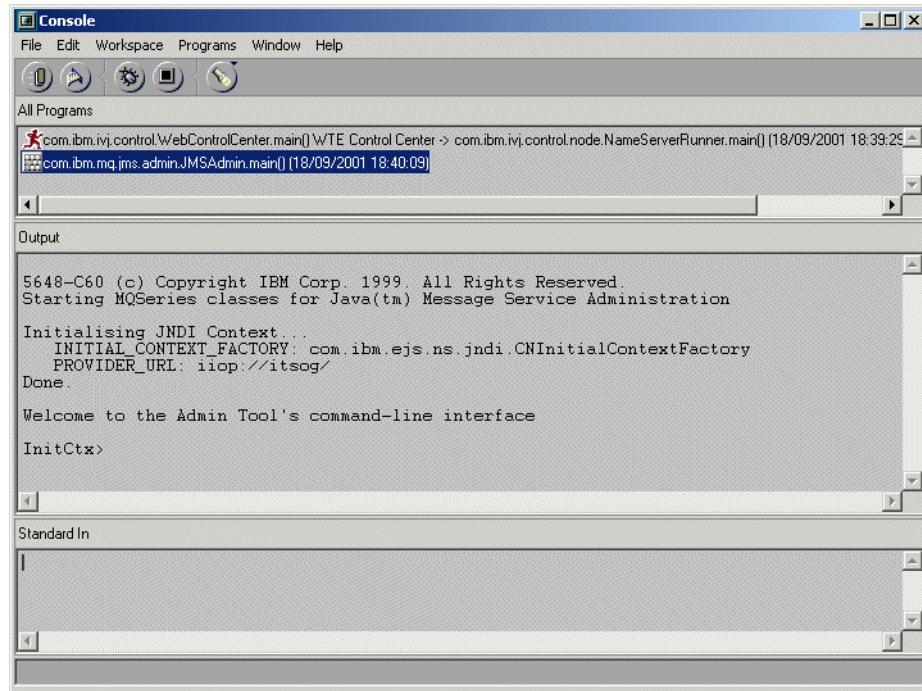 Console
File Edit Workspace Programs Window Help
All Programs
com.ibm.ivj.control.WebControlCenter.main() WTE Control Center -> com.ibm.ivj.control.node.NameServerRunner.main() (18/09/2001 18:39:29
com.ibm.mq.jms.admin.JMSAdmin.main() (18/09/2001 18:40:09)
Output
5648-C60 (c) Copyright IBM Corp. 1999. All Rights Reserved.
Starting MQSeries classes for Java(tm) Message Service Administration
Initialising JNDI Context...
INITIAL_CONTEXT_FACTORY: com.ibm.ejs.ns.jndi.CNInitialContextFactory
PROVIDER_URL: iiop://itsog/
Done.
Welcome to the Admin Tool's command-line interface
InitCtx>
Standard In